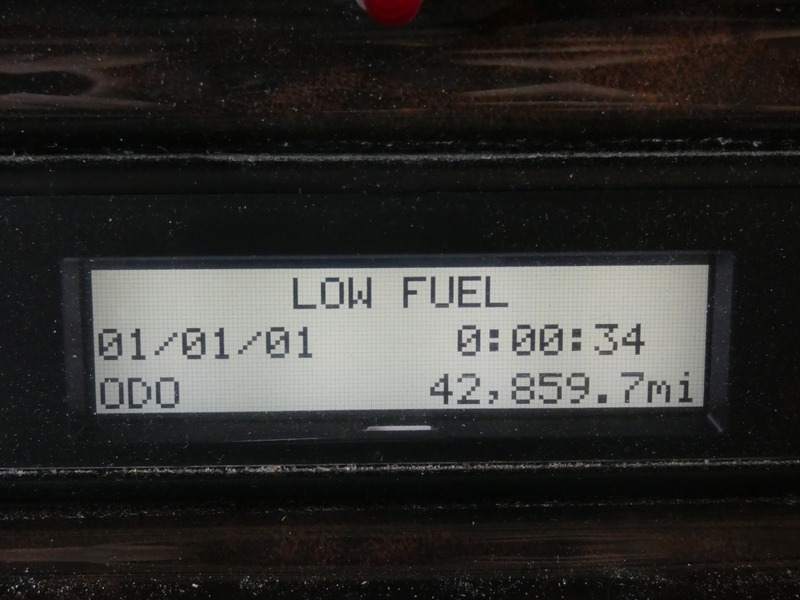 LOW FUEL
01/01/01 0:00:34
ODO 42,859.7mi